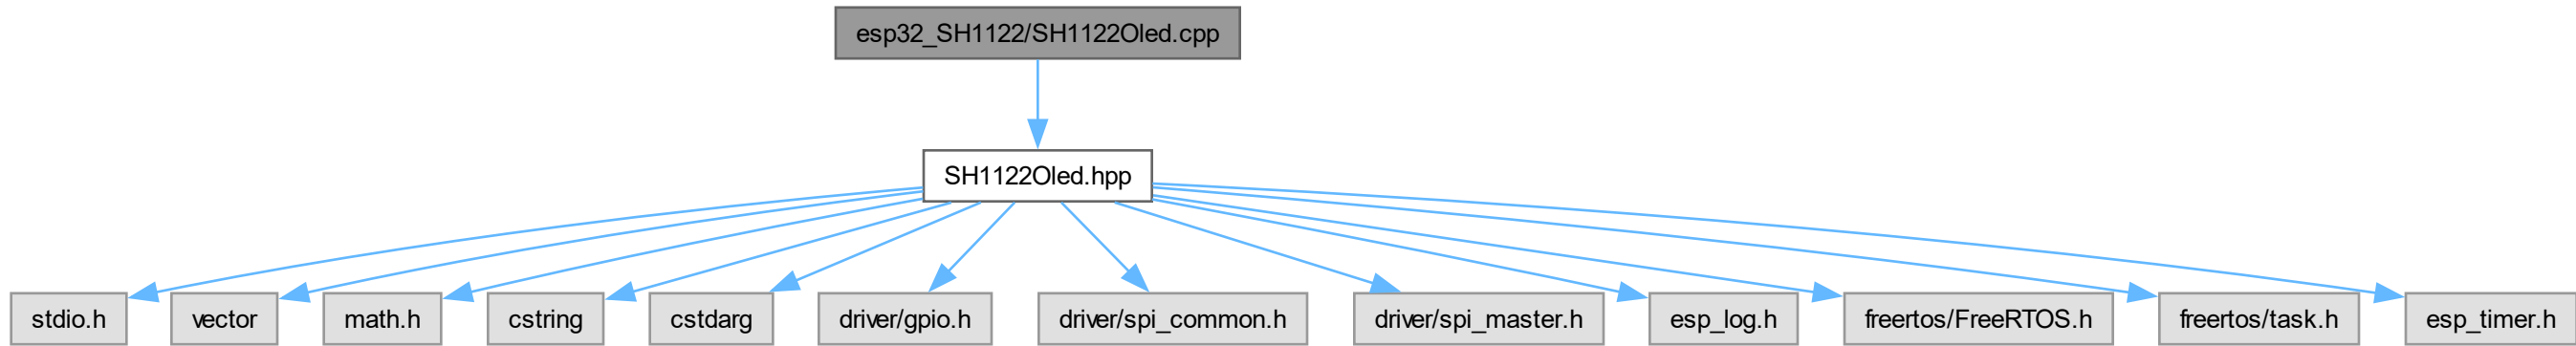 esp32_SH1122/SH1122Oled.cpp
SH1122Oled.hpp
stdio.h
vector
math.h
cstring
cstdarg
driver/gpio.h
driver/spi_common.h
driver/spi_master.h
esp_log.h
freertos/FreeRTOS.h
freertos/task.h
esp_timer.h